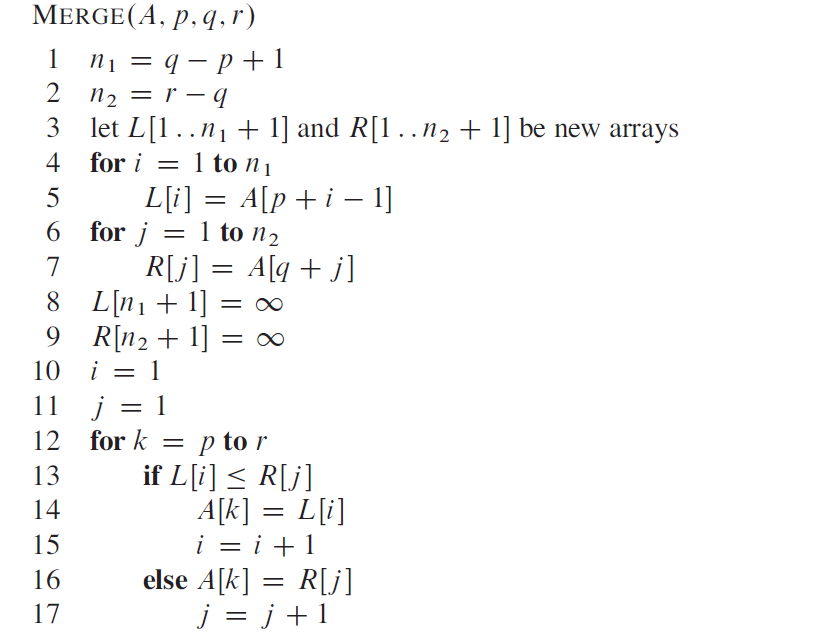 MERGE(A, p, q, r)
1 n₁ = q − p + 1
2 n₂ = r − q
3 let L[1 . . n₁ + 1] and R[1 . . n₂ + 1] be new arrays
4 for i = 1 to n₁
5 L[i] = A[p + i − 1]
6 for j = 1 to n₂
7 R[j] = A[q + j]
8 L[n₁ + 1] = ∞
9 R[n₂ + 1] = ∞
10 i = 1
11 j = 1
12 for k = p to r
13 if L[i] ≤ R[j]
14 A[k] = L[i]
15 i = i + 1
16 else A[k] = R[j]
17 j = j + 1